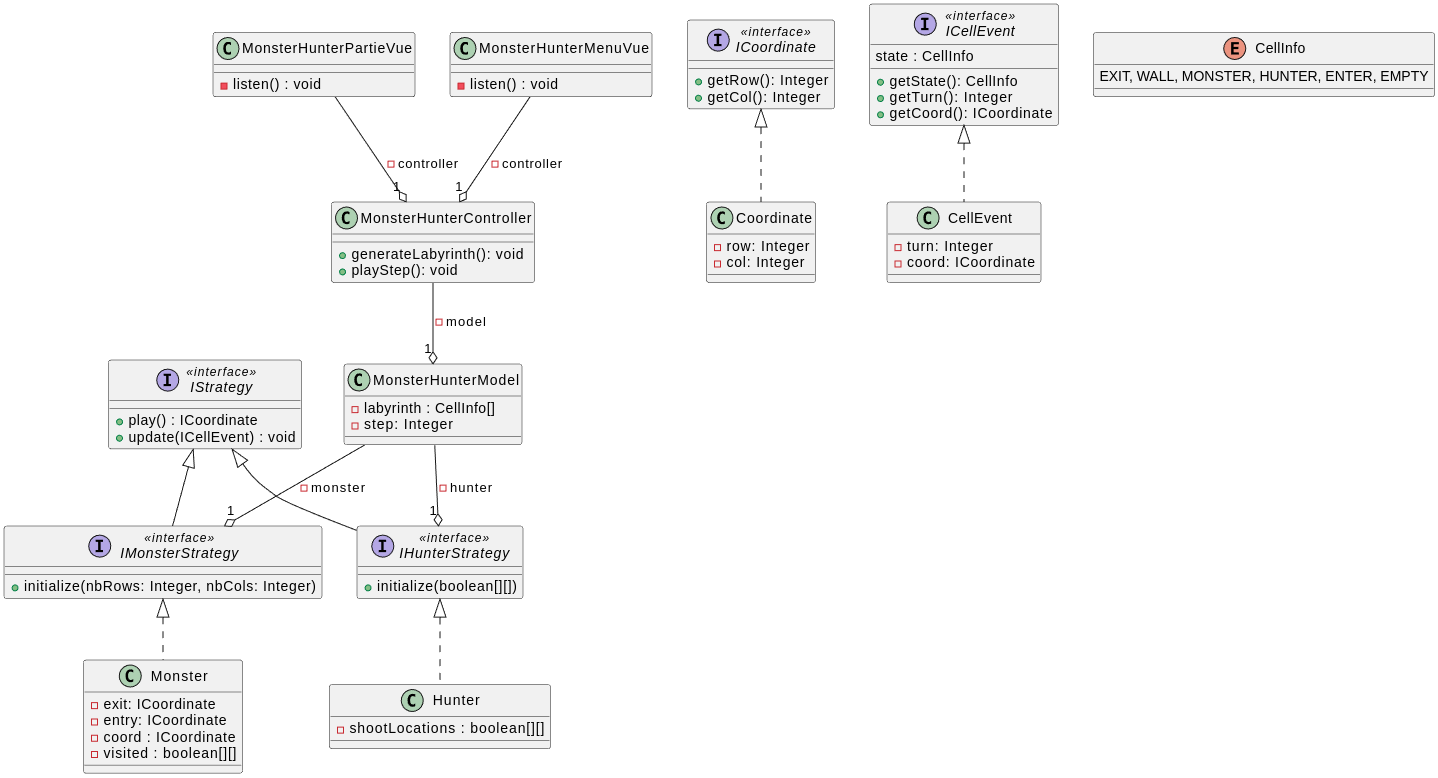 C MonsterHunterPartieVue
listen() : void
C MonsterHunterMenuVue
listen() : void
«interface»
I ICoordinate
getRow(): Integer
getCol(): Integer
«interface»
I ICellEvent
state : CellInfo
getState(): CellInfo
getTurn(): Integer
getCoord(): ICoordinate
E CellInfo
EXIT, WALL, MONSTER, HUNTER, ENTER, EMPTY
controller
controller
1
1
C MonsterHunterController
generateLabyrinth(): void
playStep(): void
C Coordinate
row: Integer
col: Integer
C CellEvent
turn: Integer
coord: ICoordinate
model
1
«interface»
I IStrategy
play() : ICoordinate
update(ICellEvent) : void
C MonsterHunterModel
labyrinth : CellInfo[]
step: Integer
monster
hunter
1
1
«interface»
I IMonsterStrategy
initialize(nbRows: Integer, nbCols: Integer)
«interface»
I IHunterStrategy
initialize(boolean[][])
C Monster
exit: ICoordinate
entry: ICoordinate
coord : ICoordinate
visited : boolean[][]
C Hunter
shootLocations : boolean[][]